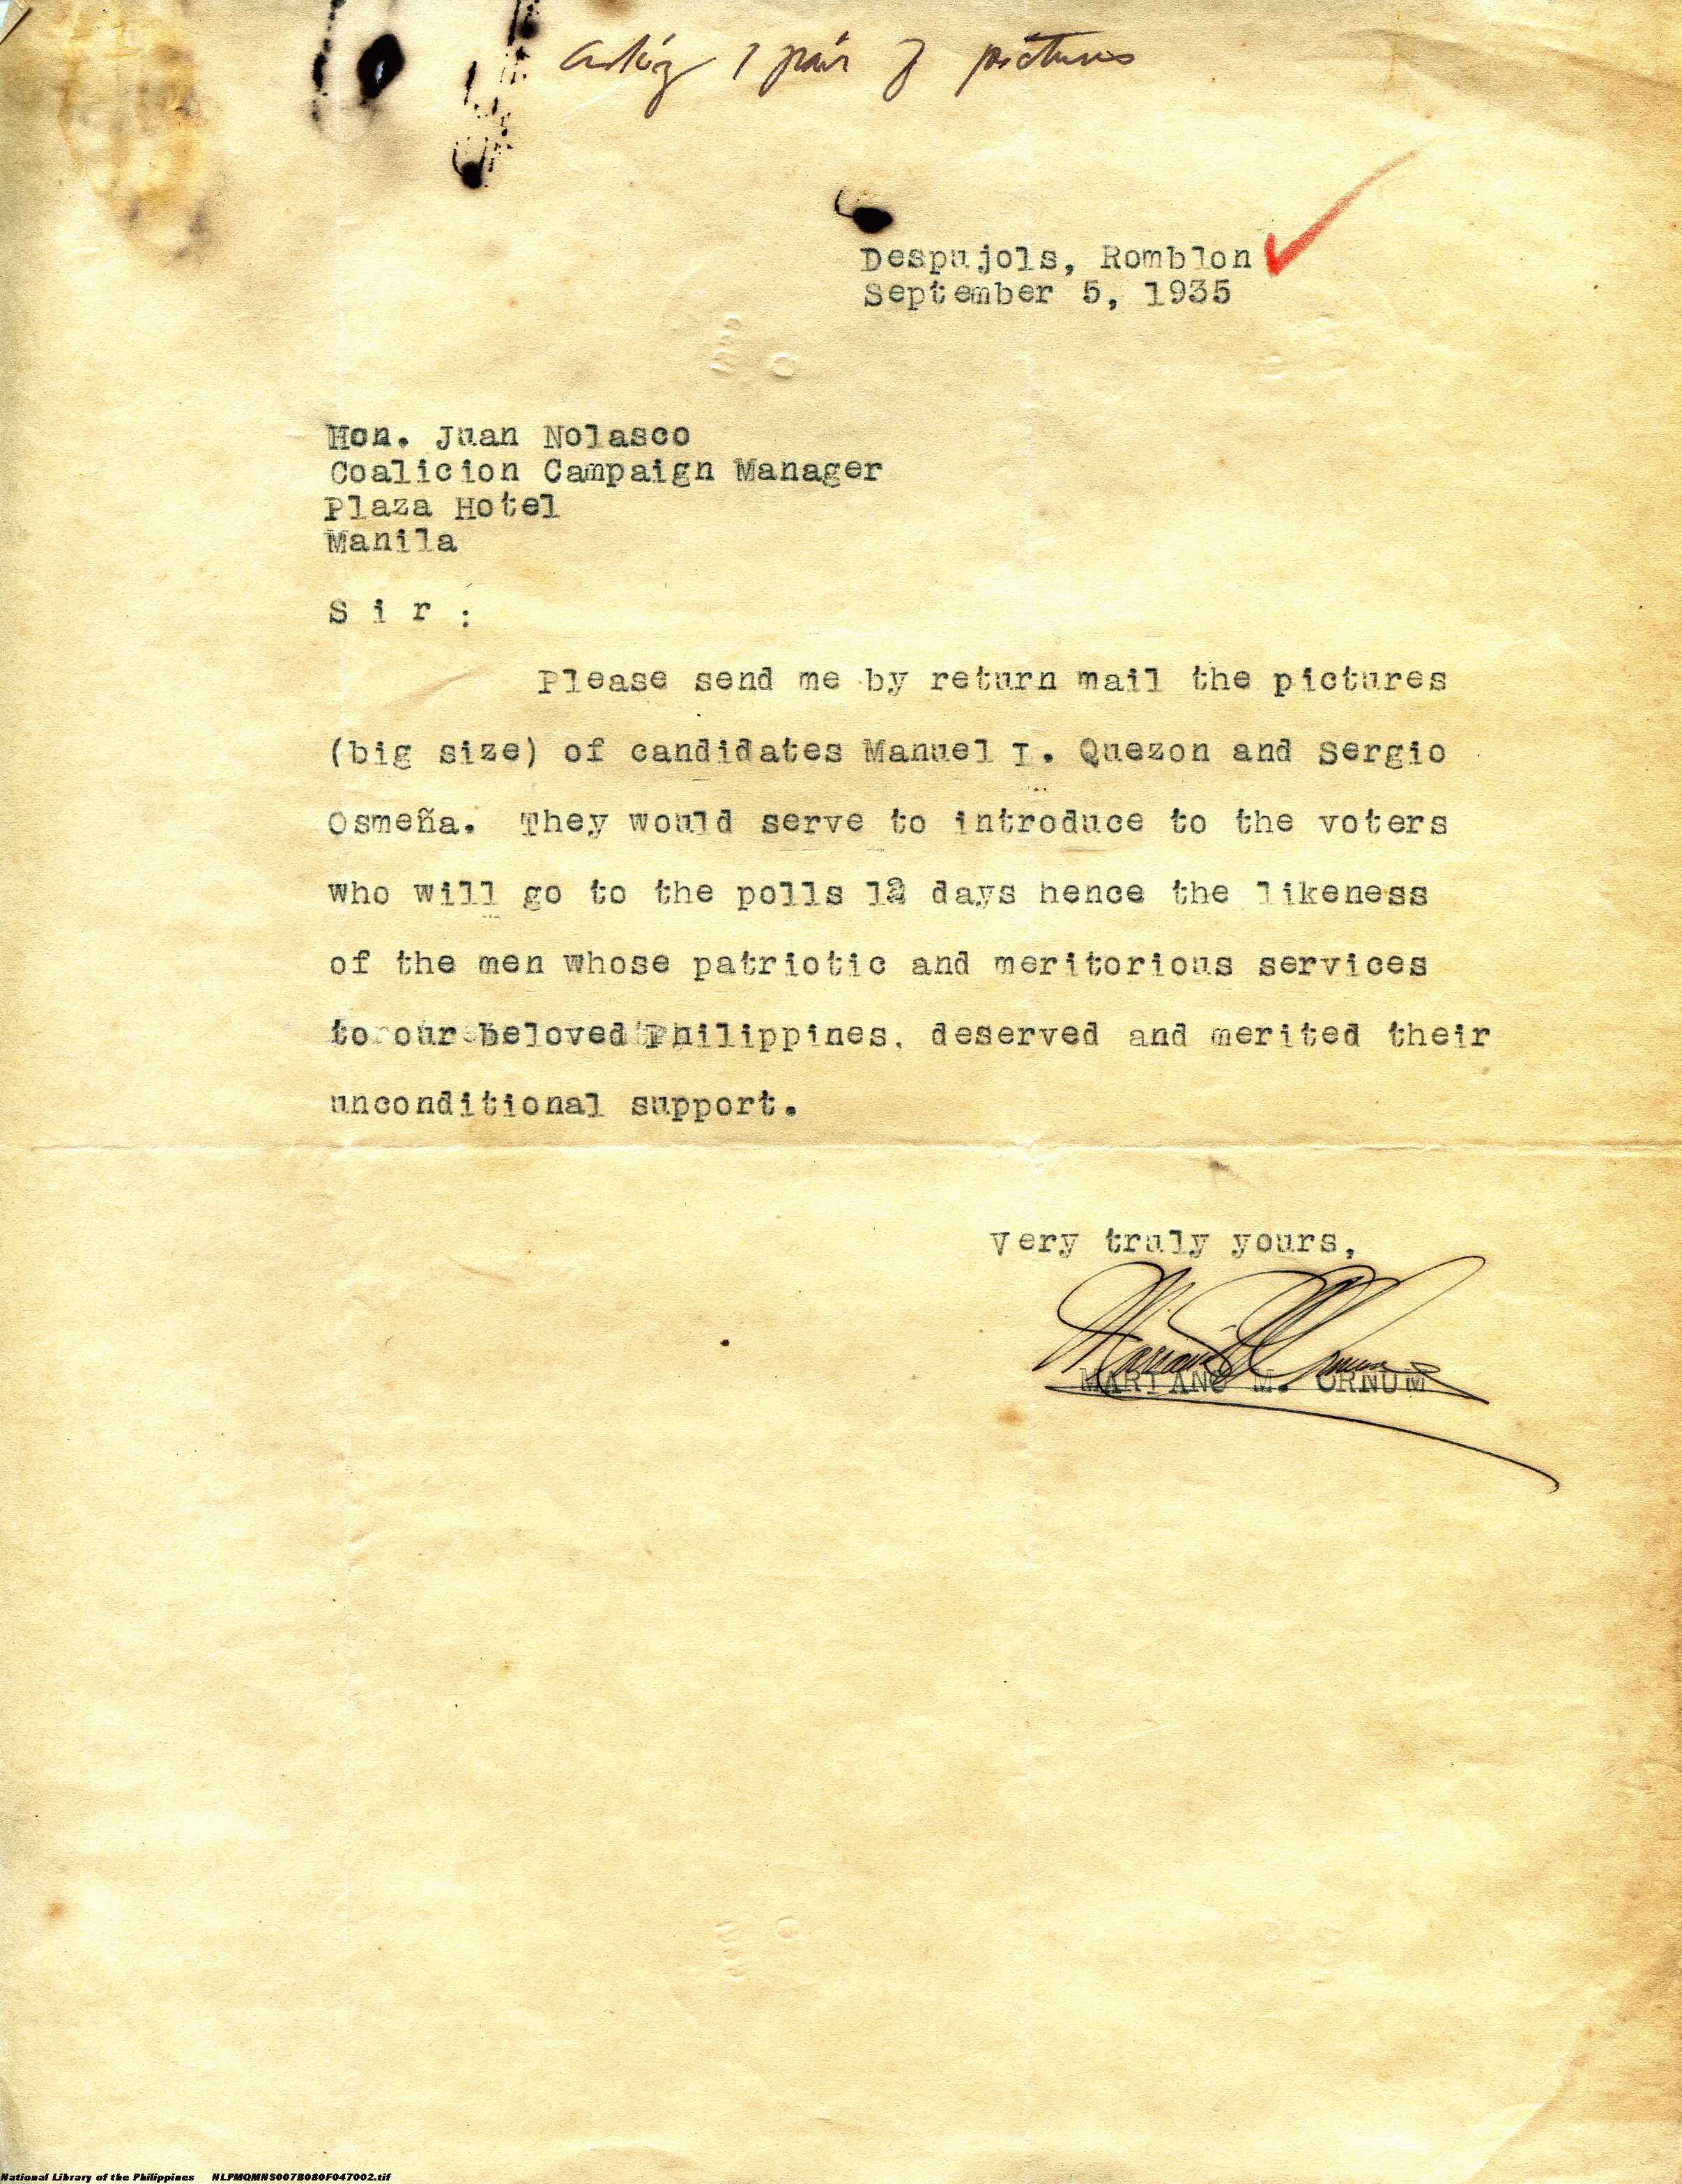 asking 1 pair of pictures
Despujols, Romblon
September 5, 1935
Hon. Juan Nolasco
Coalicion Campaign Manager
Plaza Hotel
Manila
S i r :
Please send me by return mail the pictures
(big size) of candidates Manuel L. Quezon and Sergio
Osmeña. They would serve to introduce to the voters
who will go to the polls 12 days hence the likeness
of the men whose patriotic and meritorious services
to our beloved Philippines, deserved and merited their
unconditional support.
Very truly yours,
MARIANO M. ORNUM
National Library of the Philippines NLPMQMNS007B080F047002.tif